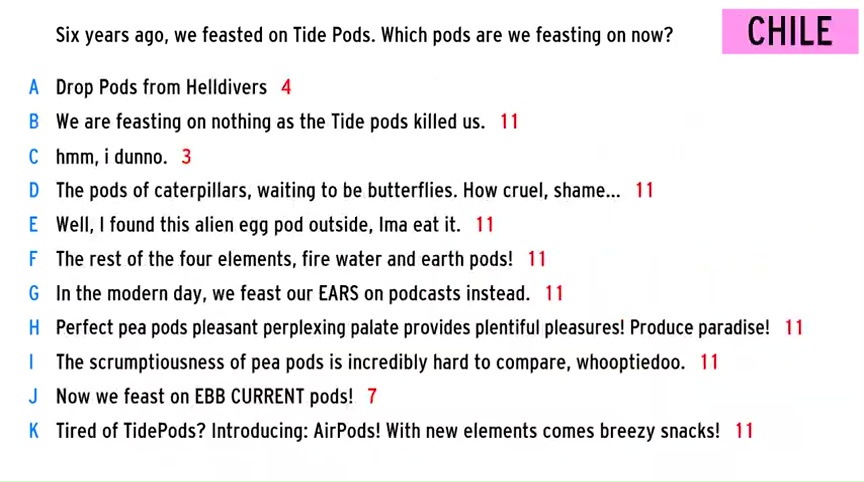 Six years ago, we feasted on Tide Pods. Which pods are we feasting on now?
CHILE
A Drop Pods from Helldivers 4
B We are feasting on nothing as the Tide pods killed us. 11
C hmm, i dunno. 3
D The pods of caterpillars, waiting to be butterflies. How cruel, shame... 11
E Well, I found this alien egg pod outside, Ima eat it. 11
F The rest of the four elements, fire water and earth pods! 11
G In the modern day, we feast our EARS on podcasts instead. 11
H Perfect pea pods pleasant perplexing palate provides plentiful pleasures! Produce paradise! 11
I The scrumptiousness of pea pods is incredibly hard to compare, whooptiedoo. 11
J Now we feast on EBB CURRENT pods! 7
K Tired of TidePods? Introducing: AirPods! With new elements comes breezy snacks! 11